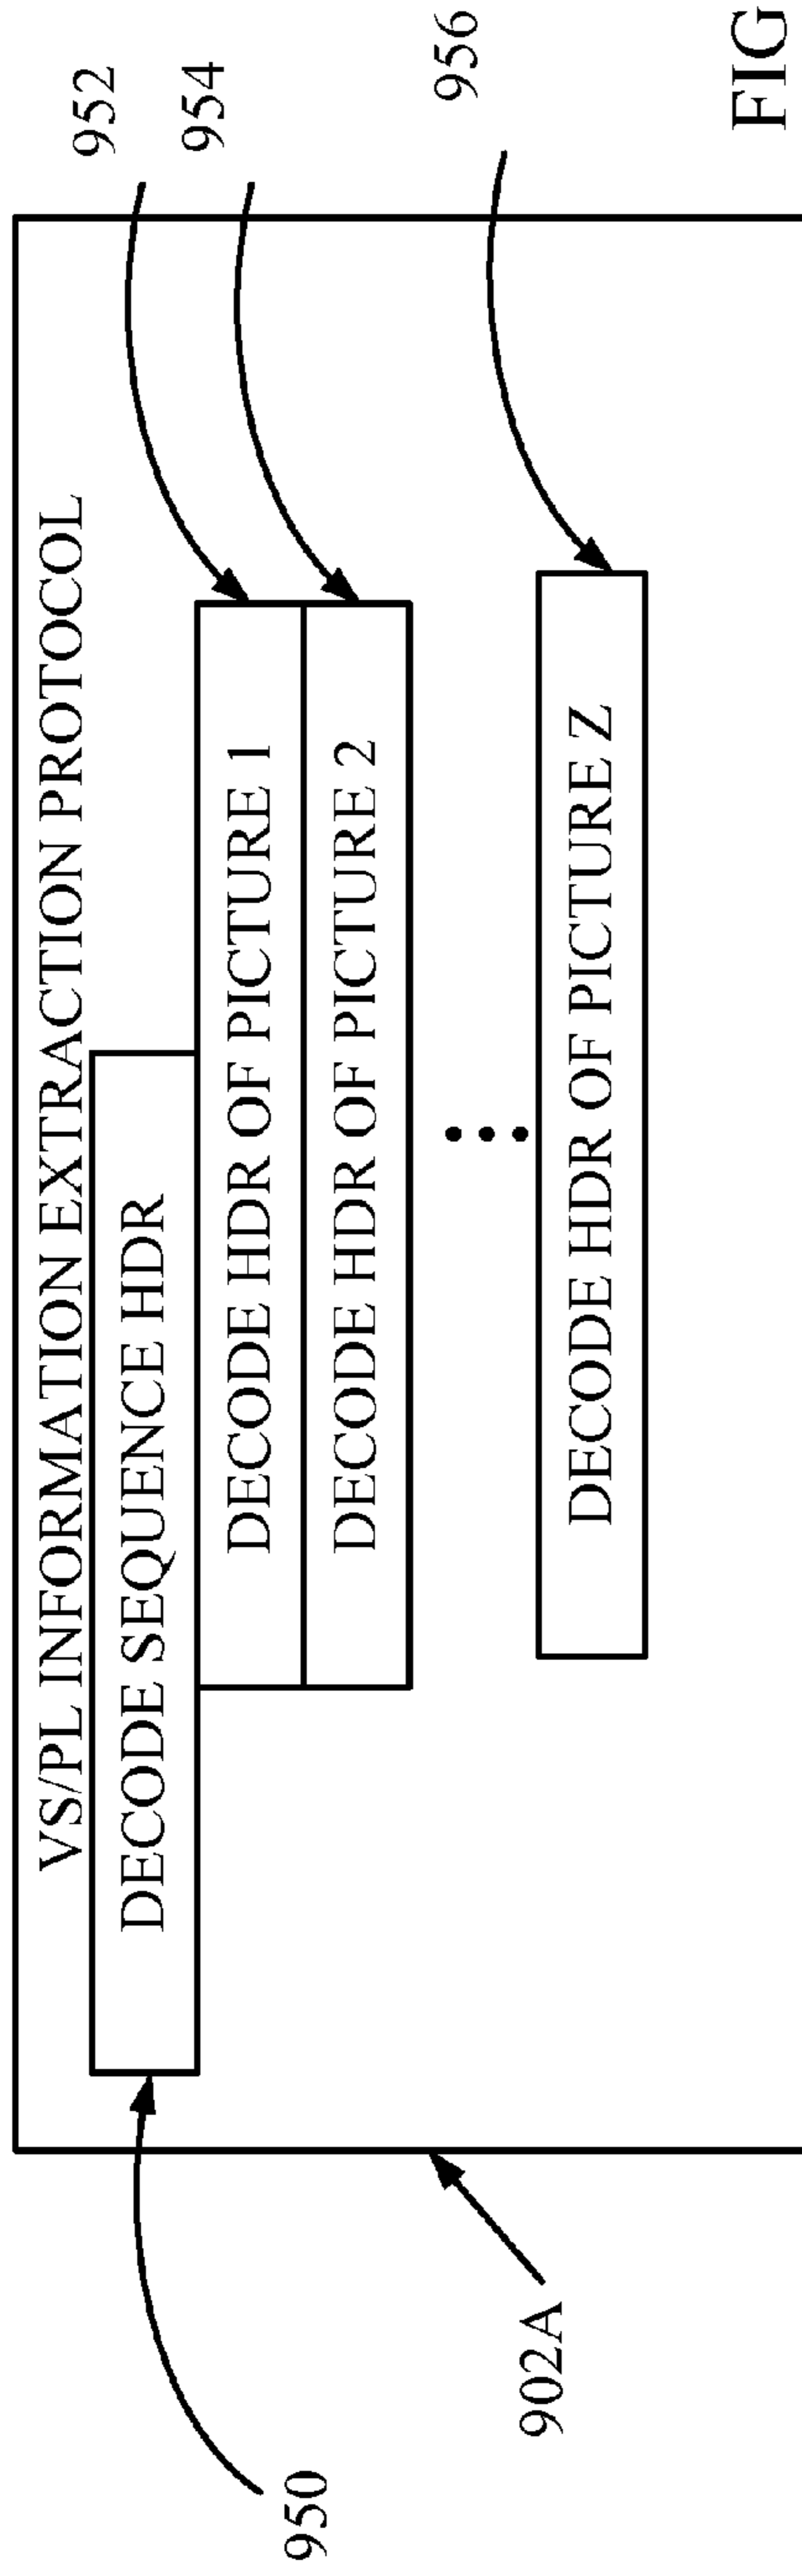 VS/PL INFORMATION EXTRACTION PROTOCOL
950
DECODE SEQUENCE HDR
952
DECODE HDR OF PICTURE 1
954
DECODE HDR OF PICTURE 2
956
DECODE HDR OF PICTURE Z
902A
FIG